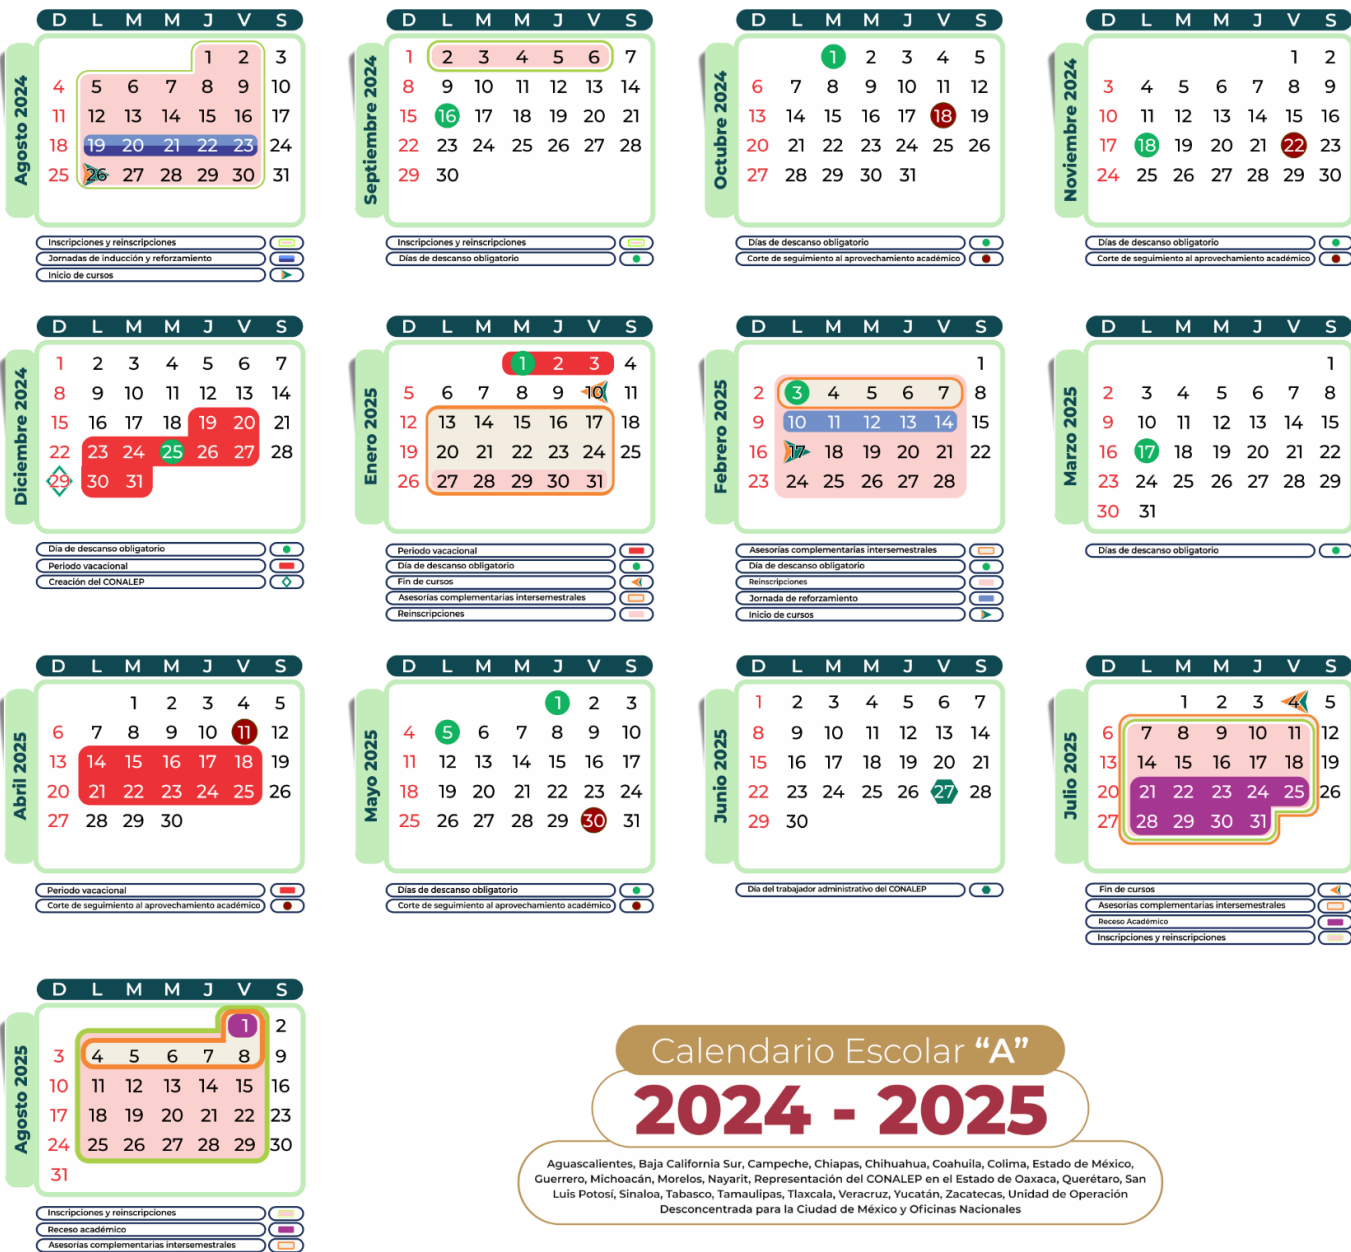 D L M M J V S
Agosto 2024
1 2 3
4 5 6 7 8 9 10
11 12 13 14 15 16 17
18 19 20 21 22 23 24
25 26 27 28 29 30 31
Inscripciones y reinscripciones
Jornadas de inducción y reforzamiento
Inicio de cursos
D L M M J V S
Septiembre 2024
1 2 3 4 5 6 7
8 9 10 11 12 13 14
15 16 17 18 19 20 21
22 23 24 25 26 27 28
29 30
Inscripciones y reinscripciones
Días de descanso obligatorio
D L M M J V S
Octubre 2024
1 2 3 4 5
6 7 8 9 10 11 12
13 14 15 16 17 18 19
20 21 22 23 24 25 26
27 28 29 30 31
Días de descanso obligatorio
Corte de seguimiento al aprovechamiento académico
D L M M J V S
Noviembre 2024
1 2
3 4 5 6 7 8 9
10 11 12 13 14 15 16
17 18 19 20 21 22 23
24 25 26 27 28 29 30
Días de descanso obligatorio
Corte de seguimiento al aprovechamiento académico
D L M M J V S
Diciembre 2024
1 2 3 4 5 6 7
8 9 10 11 12 13 14
15 16 17 18 19 20 21
22 23 24 25 26 27 28
29 30 31
Día de descanso obligatorio
Periodo vacacional
Creación del CONALEP
D L M M J V S
Enero 2025
1 2 3 4
5 6 7 8 9 10 11
12 13 14 15 16 17 18
19 20 21 22 23 24 25
26 27 28 29 30 31
Periodo vacacional
Día de descanso obligatorio
Fin de cursos
Asesorías complementarias intersemestrales
Reinscripciones
D L M M J V S
Febrero 2025
1
2 3 4 5 6 7 8
9 10 11 12 13 14 15
16 17 18 19 20 21 22
23 24 25 26 27 28
Asesorías complementarias intersemestrales
Día de descanso obligatorio
Reinscripciones
Jornada de reforzamiento
Inicio de cursos
D L M M J V S
Marzo 2025
1
2 3 4 5 6 7 8
9 10 11 12 13 14 15
16 17 18 19 20 21 22
23 24 25 26 27 28 29
30 31
Días de descanso obligatorio
D L M M J V S
Abril 2025
1 2 3 4 5
6 7 8 9 10 11 12
13 14 15 16 17 18 19
20 21 22 23 24 25 26
27 28 29 30
Periodo vacacional
Corte de seguimiento al aprovechamiento académico
D L M M J V S
Mayo 2025
1 2 3
4 5 6 7 8 9 10
11 12 13 14 15 16 17
18 19 20 21 22 23 24
25 26 27 28 29 30 31
Días de descanso obligatorio
Corte de seguimiento al aprovechamiento académico
D L M M J V S
Junio 2025
1 2 3 4 5 6 7
8 9 10 11 12 13 14
15 16 17 18 19 20 21
22 23 24 25 26 27 28
29 30
Día del trabajador administrativo del CONALEP
D L M M J V S
Julio 2025
1 2 3 4 5
6 7 8 9 10 11 12
13 14 15 16 17 18 19
20 21 22 23 24 25 26
27 28 29 30 31
Fin de cursos
Asesorías complementarias intersemestrales
Receso Académico
Inscripciones y reinscripciones
D L M M J V S
Agosto 2025
1 2
3 4 5 6 7 8 9
10 11 12 13 14 15 16
17 18 19 20 21 22 23
24 25 26 27 28 29 30
31
Inscripciones y reinscripciones
Receso académico
Asesorías complementarias intersemestrales
Calendario Escolar “A”
2024 - 2025
Aguascalientes, Baja California Sur, Campeche, Chiapas, Chihuahua, Coahuila, Colima, Estado de México,
Guerrero, Michoacán, Morelos, Nayarit, Representación del CONALEP en el Estado de Oaxaca, Querétaro, San
Luis Potosí, Sinaloa, Tabasco, Tamaulipas, Tlaxcala, Veracruz, Yucatán, Zacatecas, Unidad de Operación
Desconcentrada para la Ciudad de México y Oficinas Nacionales